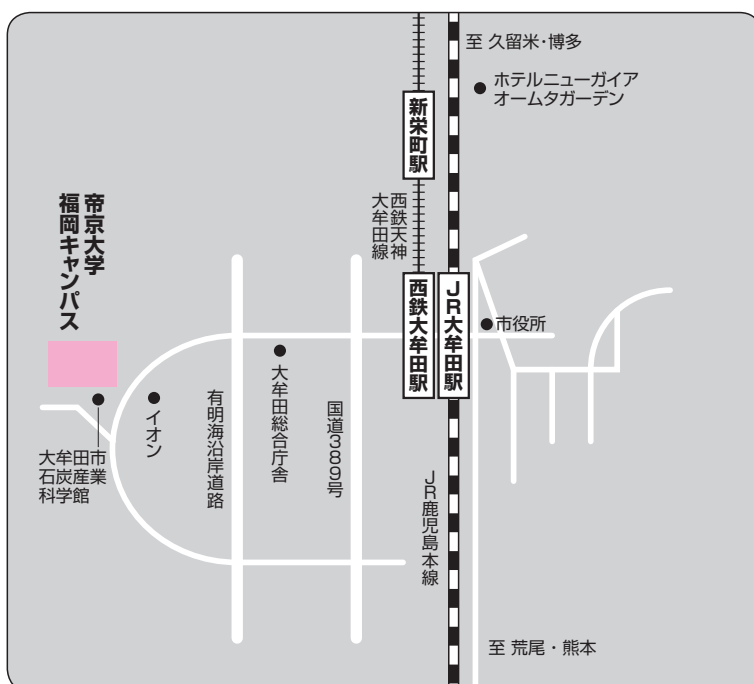 至 久留米・博多
ホテルニューガイア
オームタガーデン
新栄町駅
西鉄天神
大牟田線
帝京大学
福岡キャンパス
西鉄大牟田駅
JR大牟田駅
市役所
大牟田総合庁舎
イオン
有明海沿岸道路
国道389号
大牟田市
石炭産業
科学館
JR鹿児島本線
至 荒尾・熊本